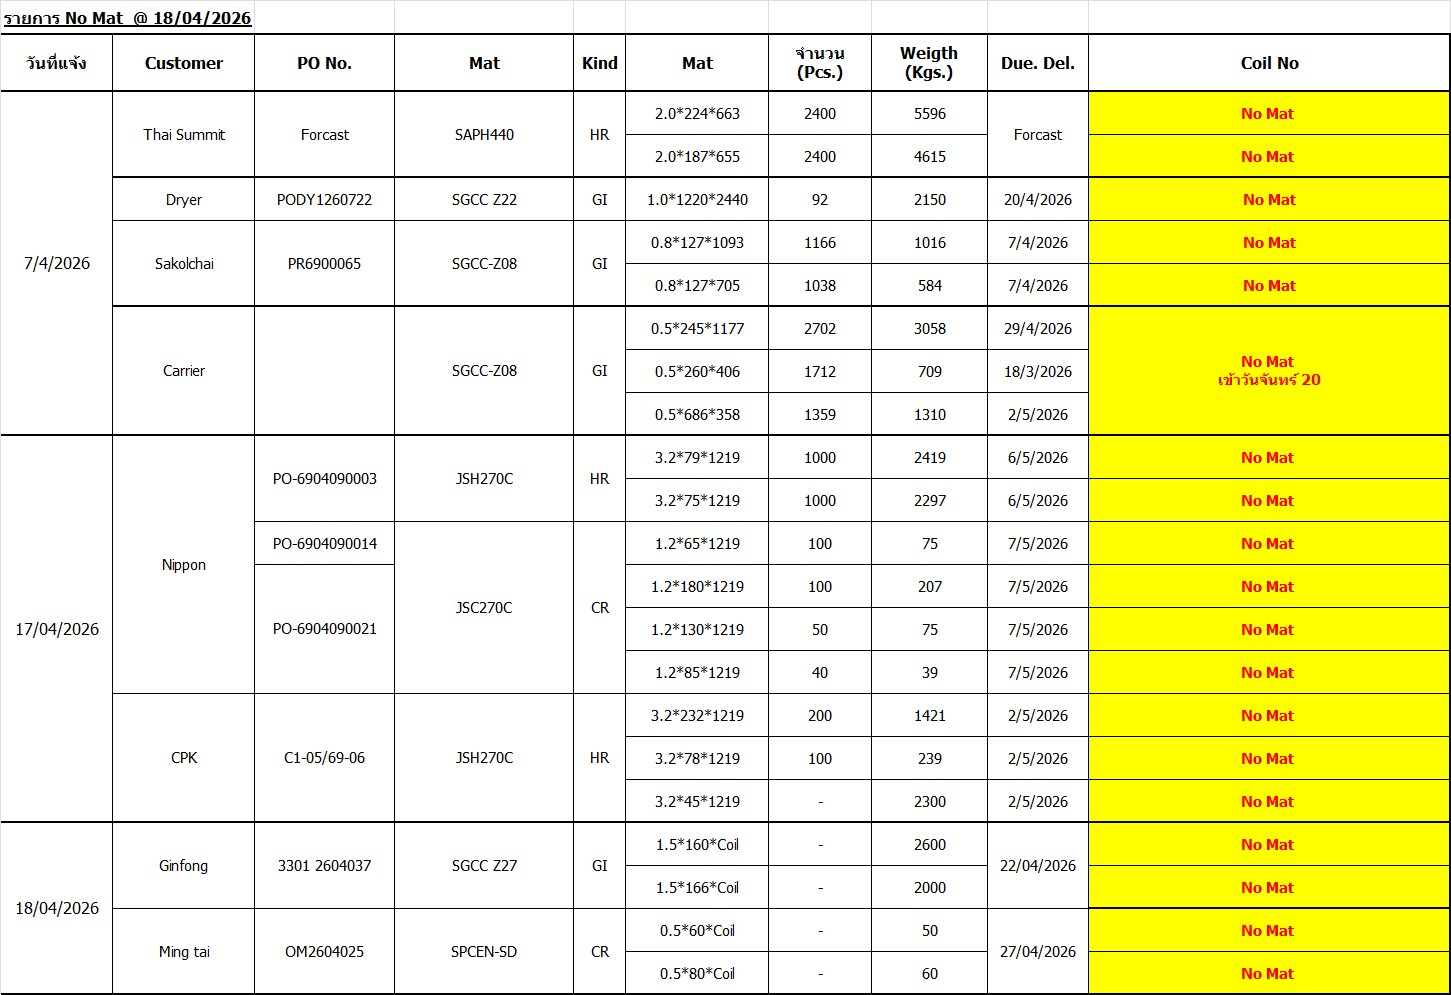 รายการ No Mat @ 18/04/2026
วันที่แจ้ง Customer PO No. Mat Kind Mat จำนวน (Pcs.) Weigth (Kgs.) Due. Del. Coil No
7/4/2026 Thai Summit Forcast SAPH440 HR 2.0*224*663 2400 5596 Forcast No Mat
2.0*187*655 2400 4615 No Mat
Dryer PODY1260722 SGCC Z22 GI 1.0*1220*2440 92 2150 20/4/2026 No Mat
Sakolchai PR6900065 SGCC-Z08 GI 0.8*127*1093 1166 1016 7/4/2026 No Mat
0.8*127*705 1038 584 7/4/2026 No Mat
Carrier SGCC-Z08 GI 0.5*245*1177 2702 3058 29/4/2026 No Mat
0.5*260*406 1712 709 18/3/2026 เข้าวันจันทร์ 20
0.5*686*358 1359 1310 2/5/2026
17/04/2026 Nippon PO-6904090003 JSH270C HR 3.2*79*1219 1000 2419 6/5/2026 No Mat
3.2*75*1219 1000 2297 6/5/2026 No Mat
PO-6904090014 JSC270C CR 1.2*65*1219 100 75 7/5/2026 No Mat
PO-6904090021 1.2*180*1219 100 207 7/5/2026 No Mat
1.2*130*1219 50 75 7/5/2026 No Mat
1.2*85*1219 40 39 7/5/2026 No Mat
CPK C1-05/69-06 JSH270C HR 3.2*232*1219 200 1421 2/5/2026 No Mat
3.2*78*1219 100 239 2/5/2026 No Mat
3.2*45*1219 - 2300 2/5/2026 No Mat
18/04/2026 Ginfong 3301 2604037 SGCC Z27 GI 1.5*160*Coil - 2600 22/04/2026 No Mat
1.5*166*Coil - 2000 No Mat
Ming tai OM2604025 SPCEN-SD CR 0.5*60*Coil - 50 27/04/2026 No Mat
0.5*80*Coil - 60 No Mat